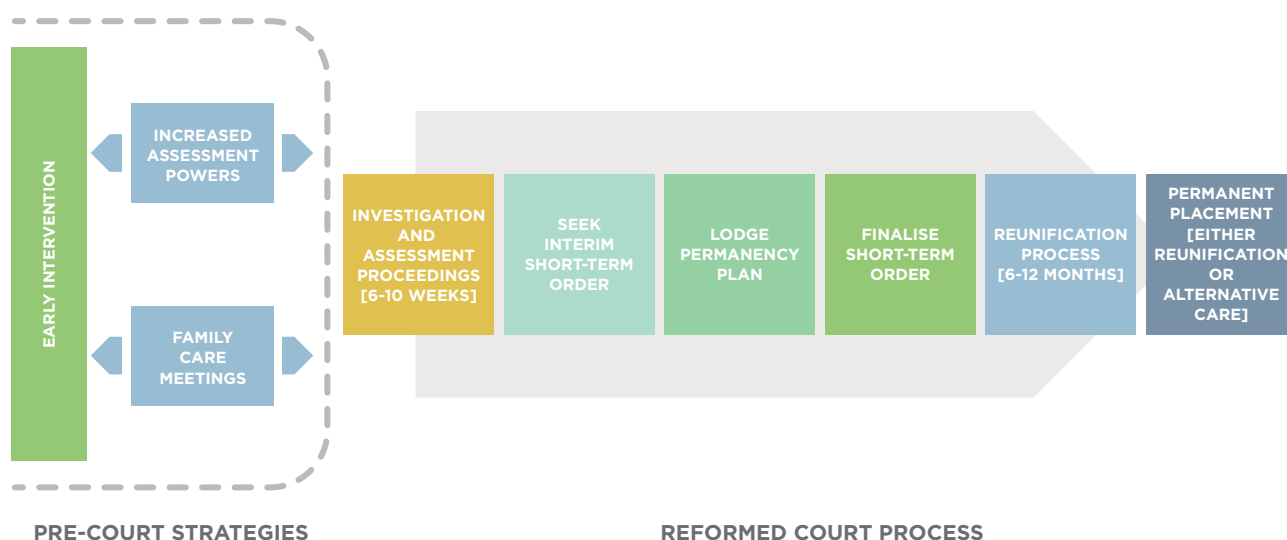 EARLY INTERVENTION
INCREASED
ASSESSMENT
POWERS
FAMILY
CARE
MEETINGS
INVESTIGATION
AND
ASSESSMENT
PROCEEDINGS
[6-10 WEEKS]
SEEK
INTERIM
SHORT-TERM
ORDER
LODGE
PERMANENCY
PLAN
FINALISE
SHORT-TERM
ORDER
REUNIFICATION
PROCESS
[6-12 MONTHS]
PERMANENT
PLACEMENT
[EITHER
REUNIFICATION
OR
ALTERNATIVE
CARE]
PRE-COURT STRATEGIES
REFORMED COURT PROCESS